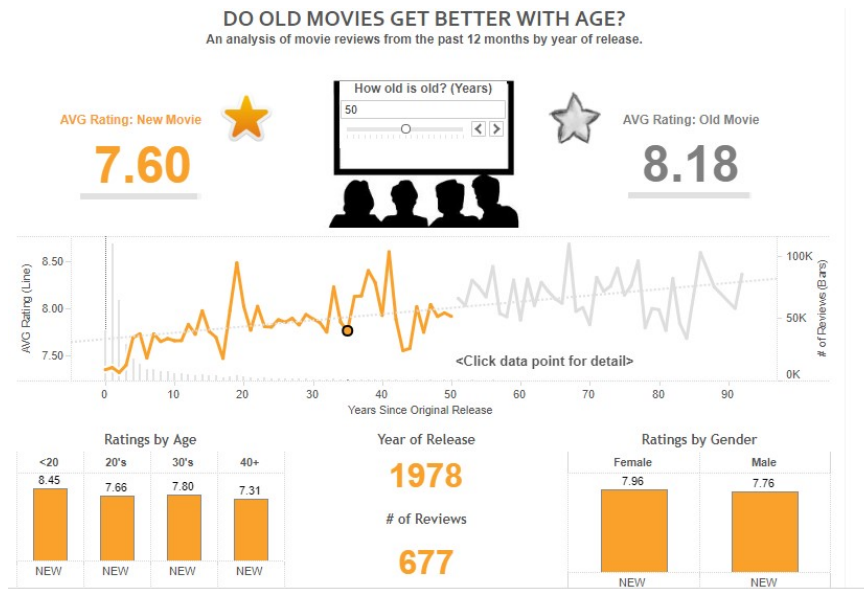 DO OLD MOVIES GET BETTER WITH AGE?
An analysis of movie reviews from the past 12 months by year of release.
How old is old? (Years)
50
AVG Rating: New Movie
7.60
AVG Rating: Old Movie
8.18
AVG Rating (Line)
8.50
8.00
7.50
100K
50K
0K
# of Reviews (Bars)
<Click data point for detail>
0 10 20 30 40 50 60 70 80 90
Years Since Original Release
Ratings by Age
<20 20's 30's 40+
8.45 7.66 7.80 7.31
NEW NEW NEW NEW
Year of Release
1978
# of Reviews
677
Ratings by Gender
Female Male
7.96 7.76
NEW NEW